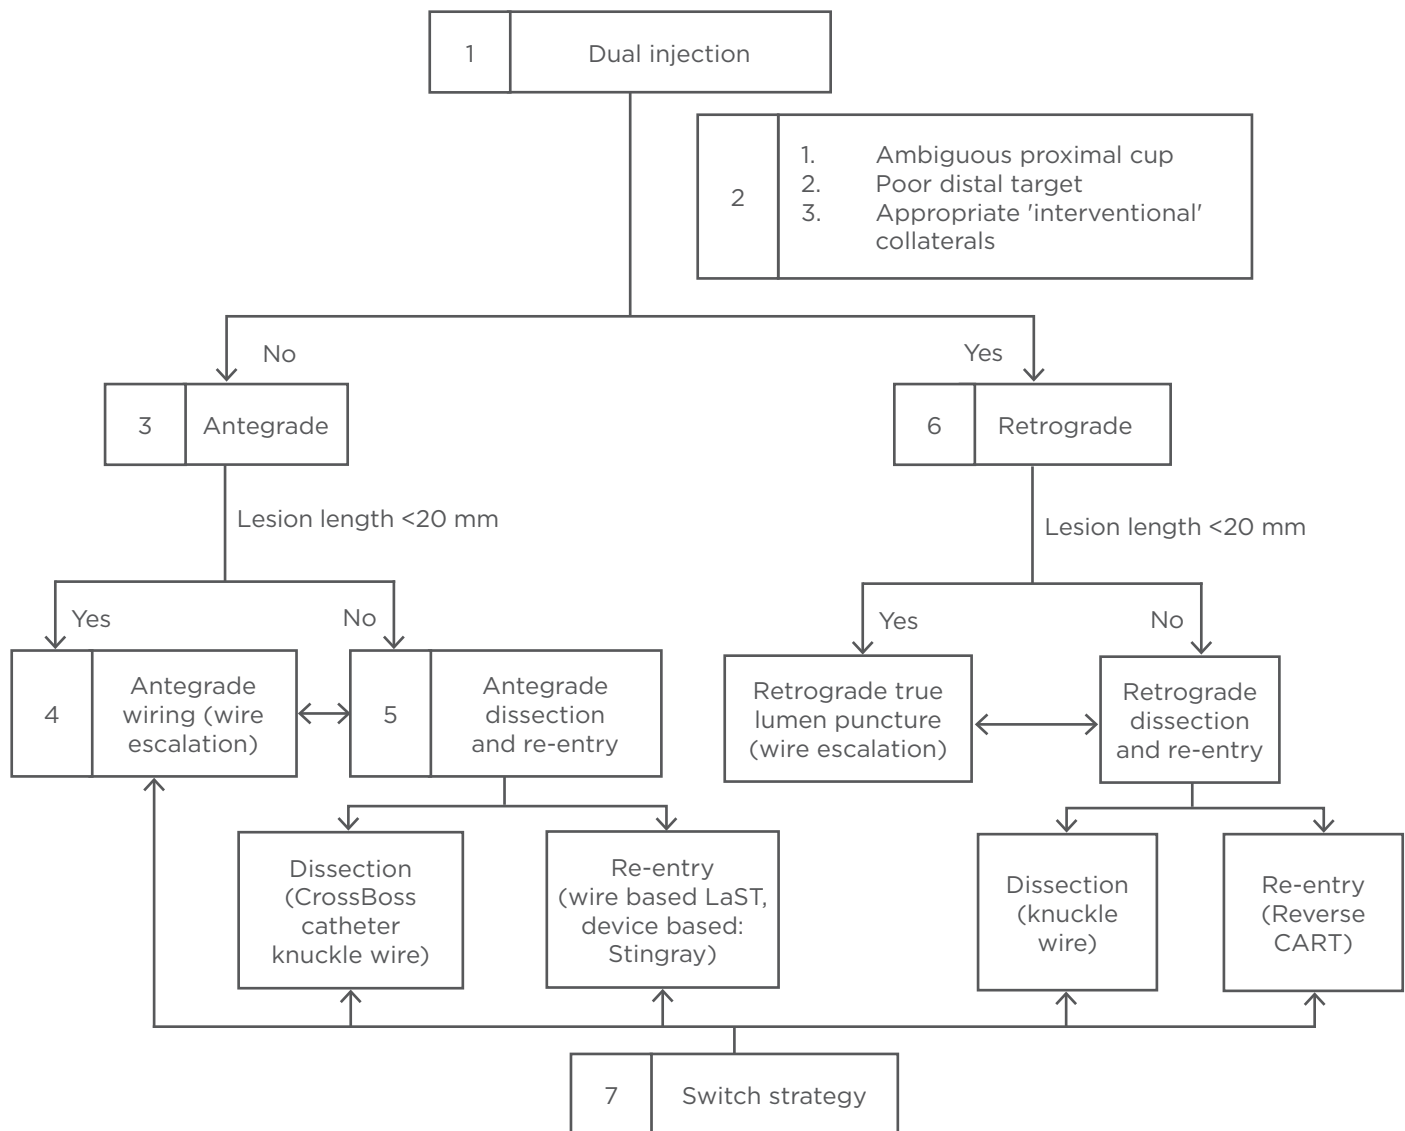 1
Dual injection
2
1. Ambiguous proximal cup
2. Poor distal target
3. Appropriate 'interventional'
collaterals
No
Yes
3
Antegrade
6
Retrograde
Lesion length <20 mm
Lesion length <20 mm
Yes
No
Yes
No
4
Antegrade
wiring (wire
escalation)
5
Antegrade
dissection
and re-entry
Retrograde true
lumen puncture
(wire escalation)
Retrograde
dissection
and re-entry
Dissection
(CrossBoss
catheter
knuckle wire)
Re-entry
(wire based LaST,
device based:
Stingray)
Dissection
(knuckle
wire)
Re-entry
(Reverse
CART)
7
Switch strategy